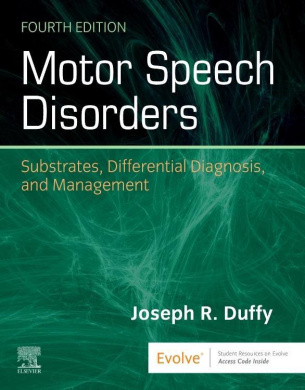 FOURTH EDITION
Motor Speech
Disorders
Substrates, Differential Diagnosis,
and Management
Joseph R. Duffy
ELSEVIER
Evolve
Student Resources on Evolve
Access Code Inside